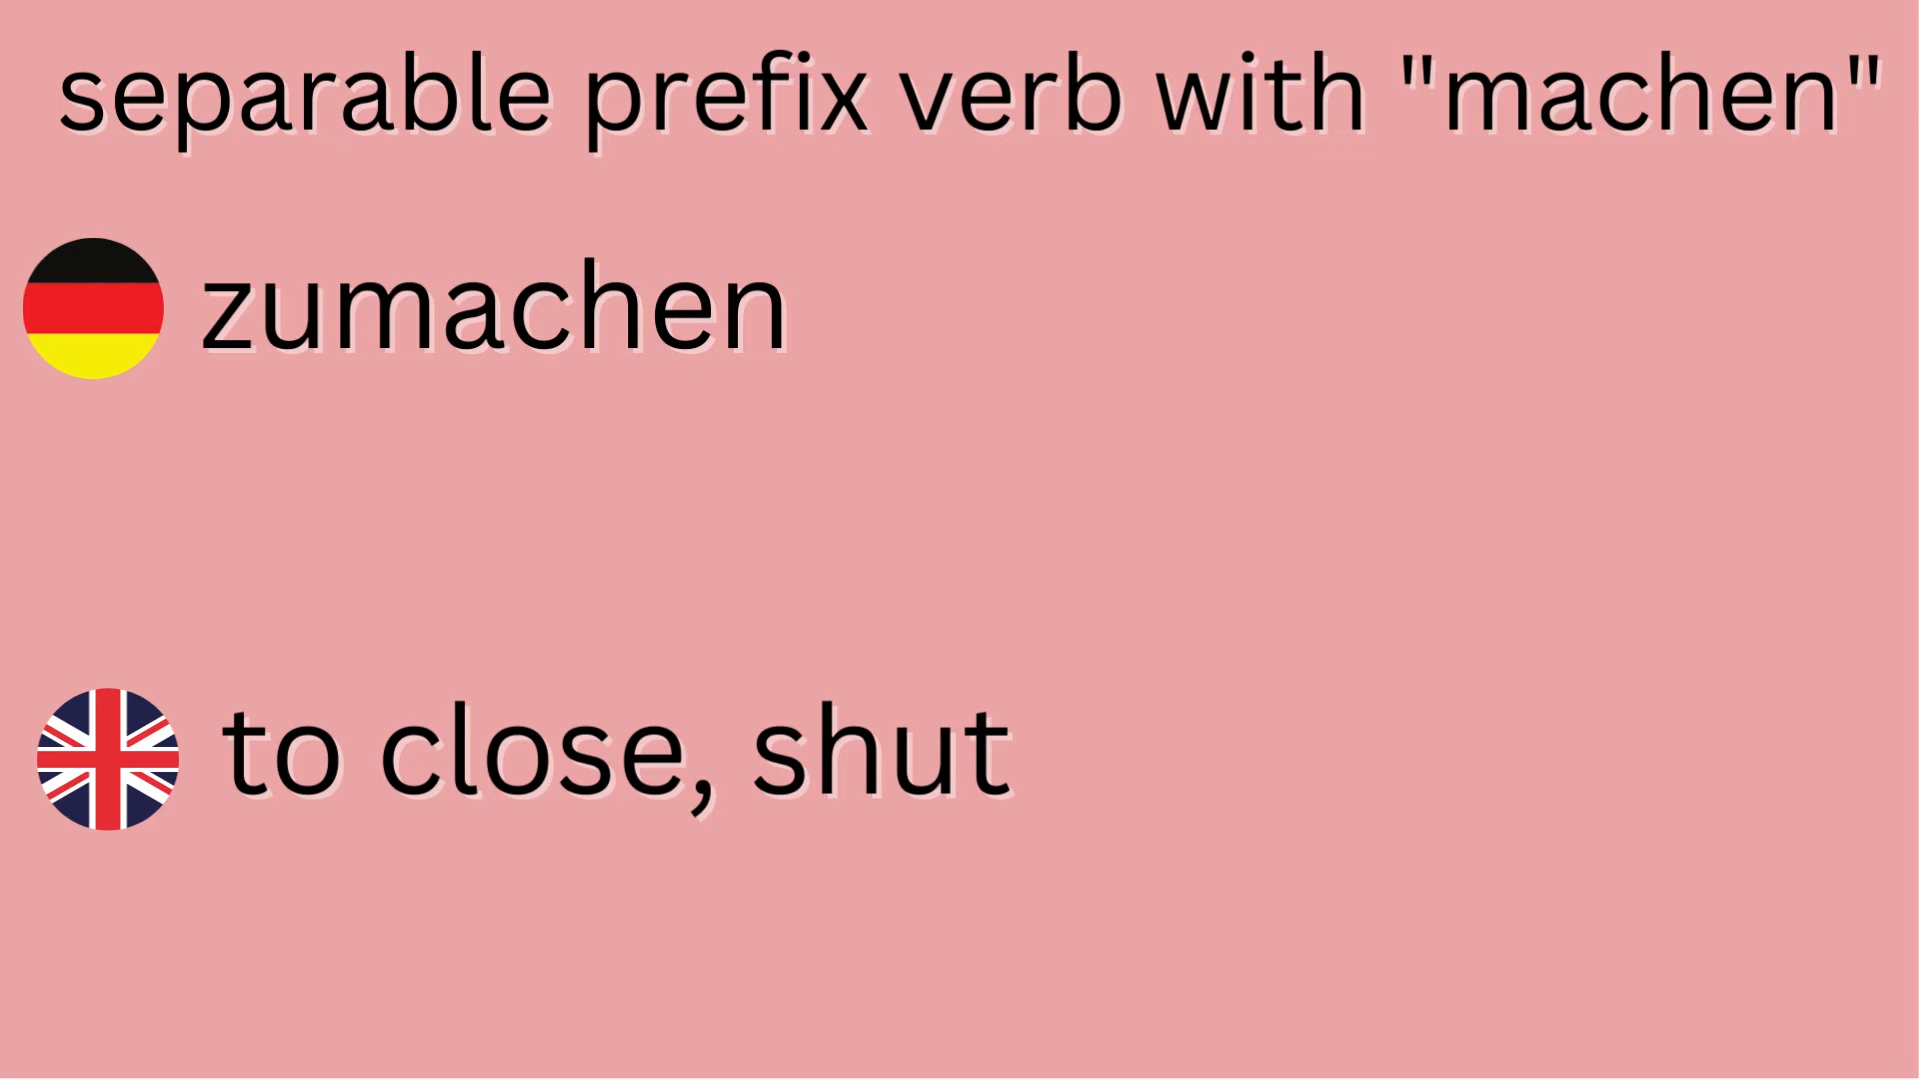 separable prefix verb with "machen"
zumachen
to close, shut